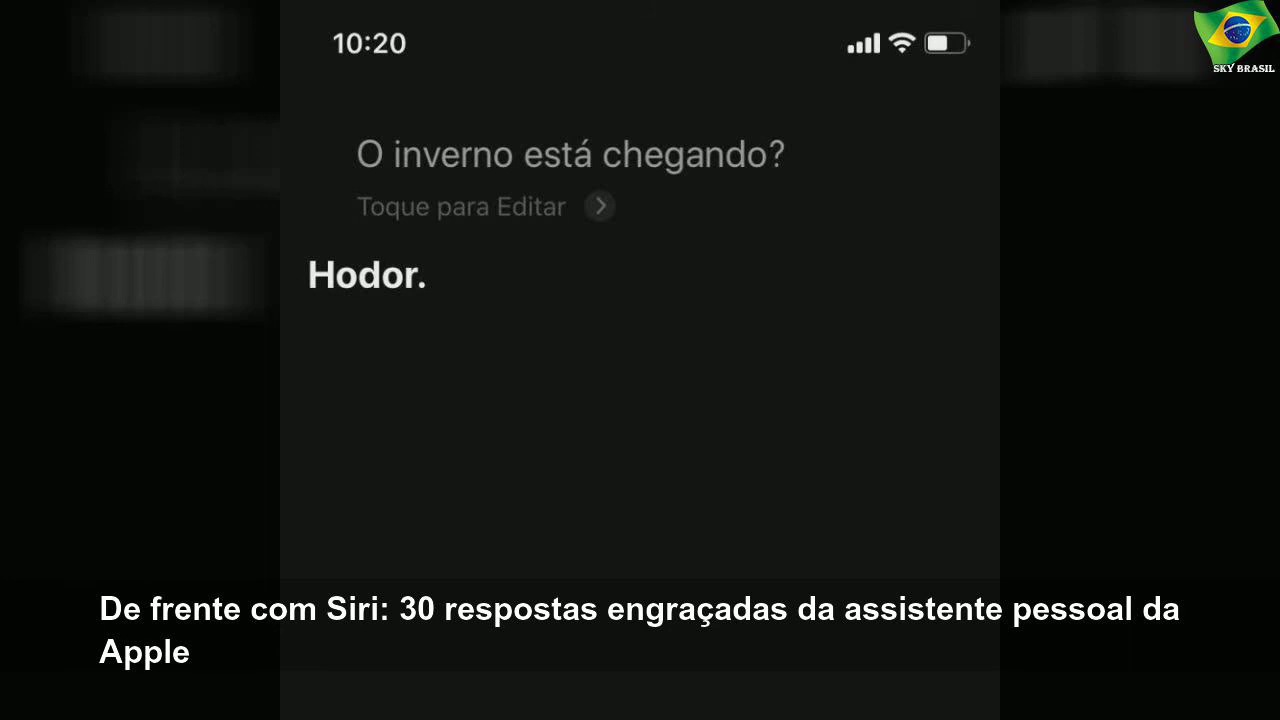 10:20
SKY BRASIL
O inverno está chegando?
Toque para Editar
Hodor.
De frente com Siri: 30 respostas engraçadas da assistente pessoal da
Apple